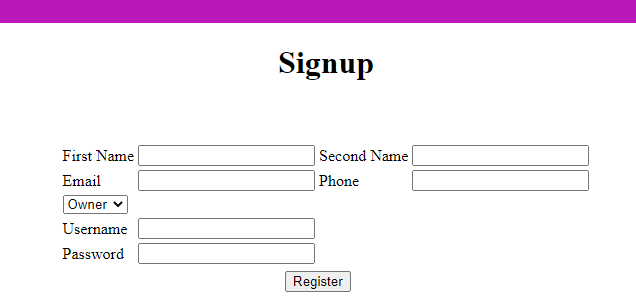 Signup
First Name Second Name
Email Phone
Owner
Username
Password
Register